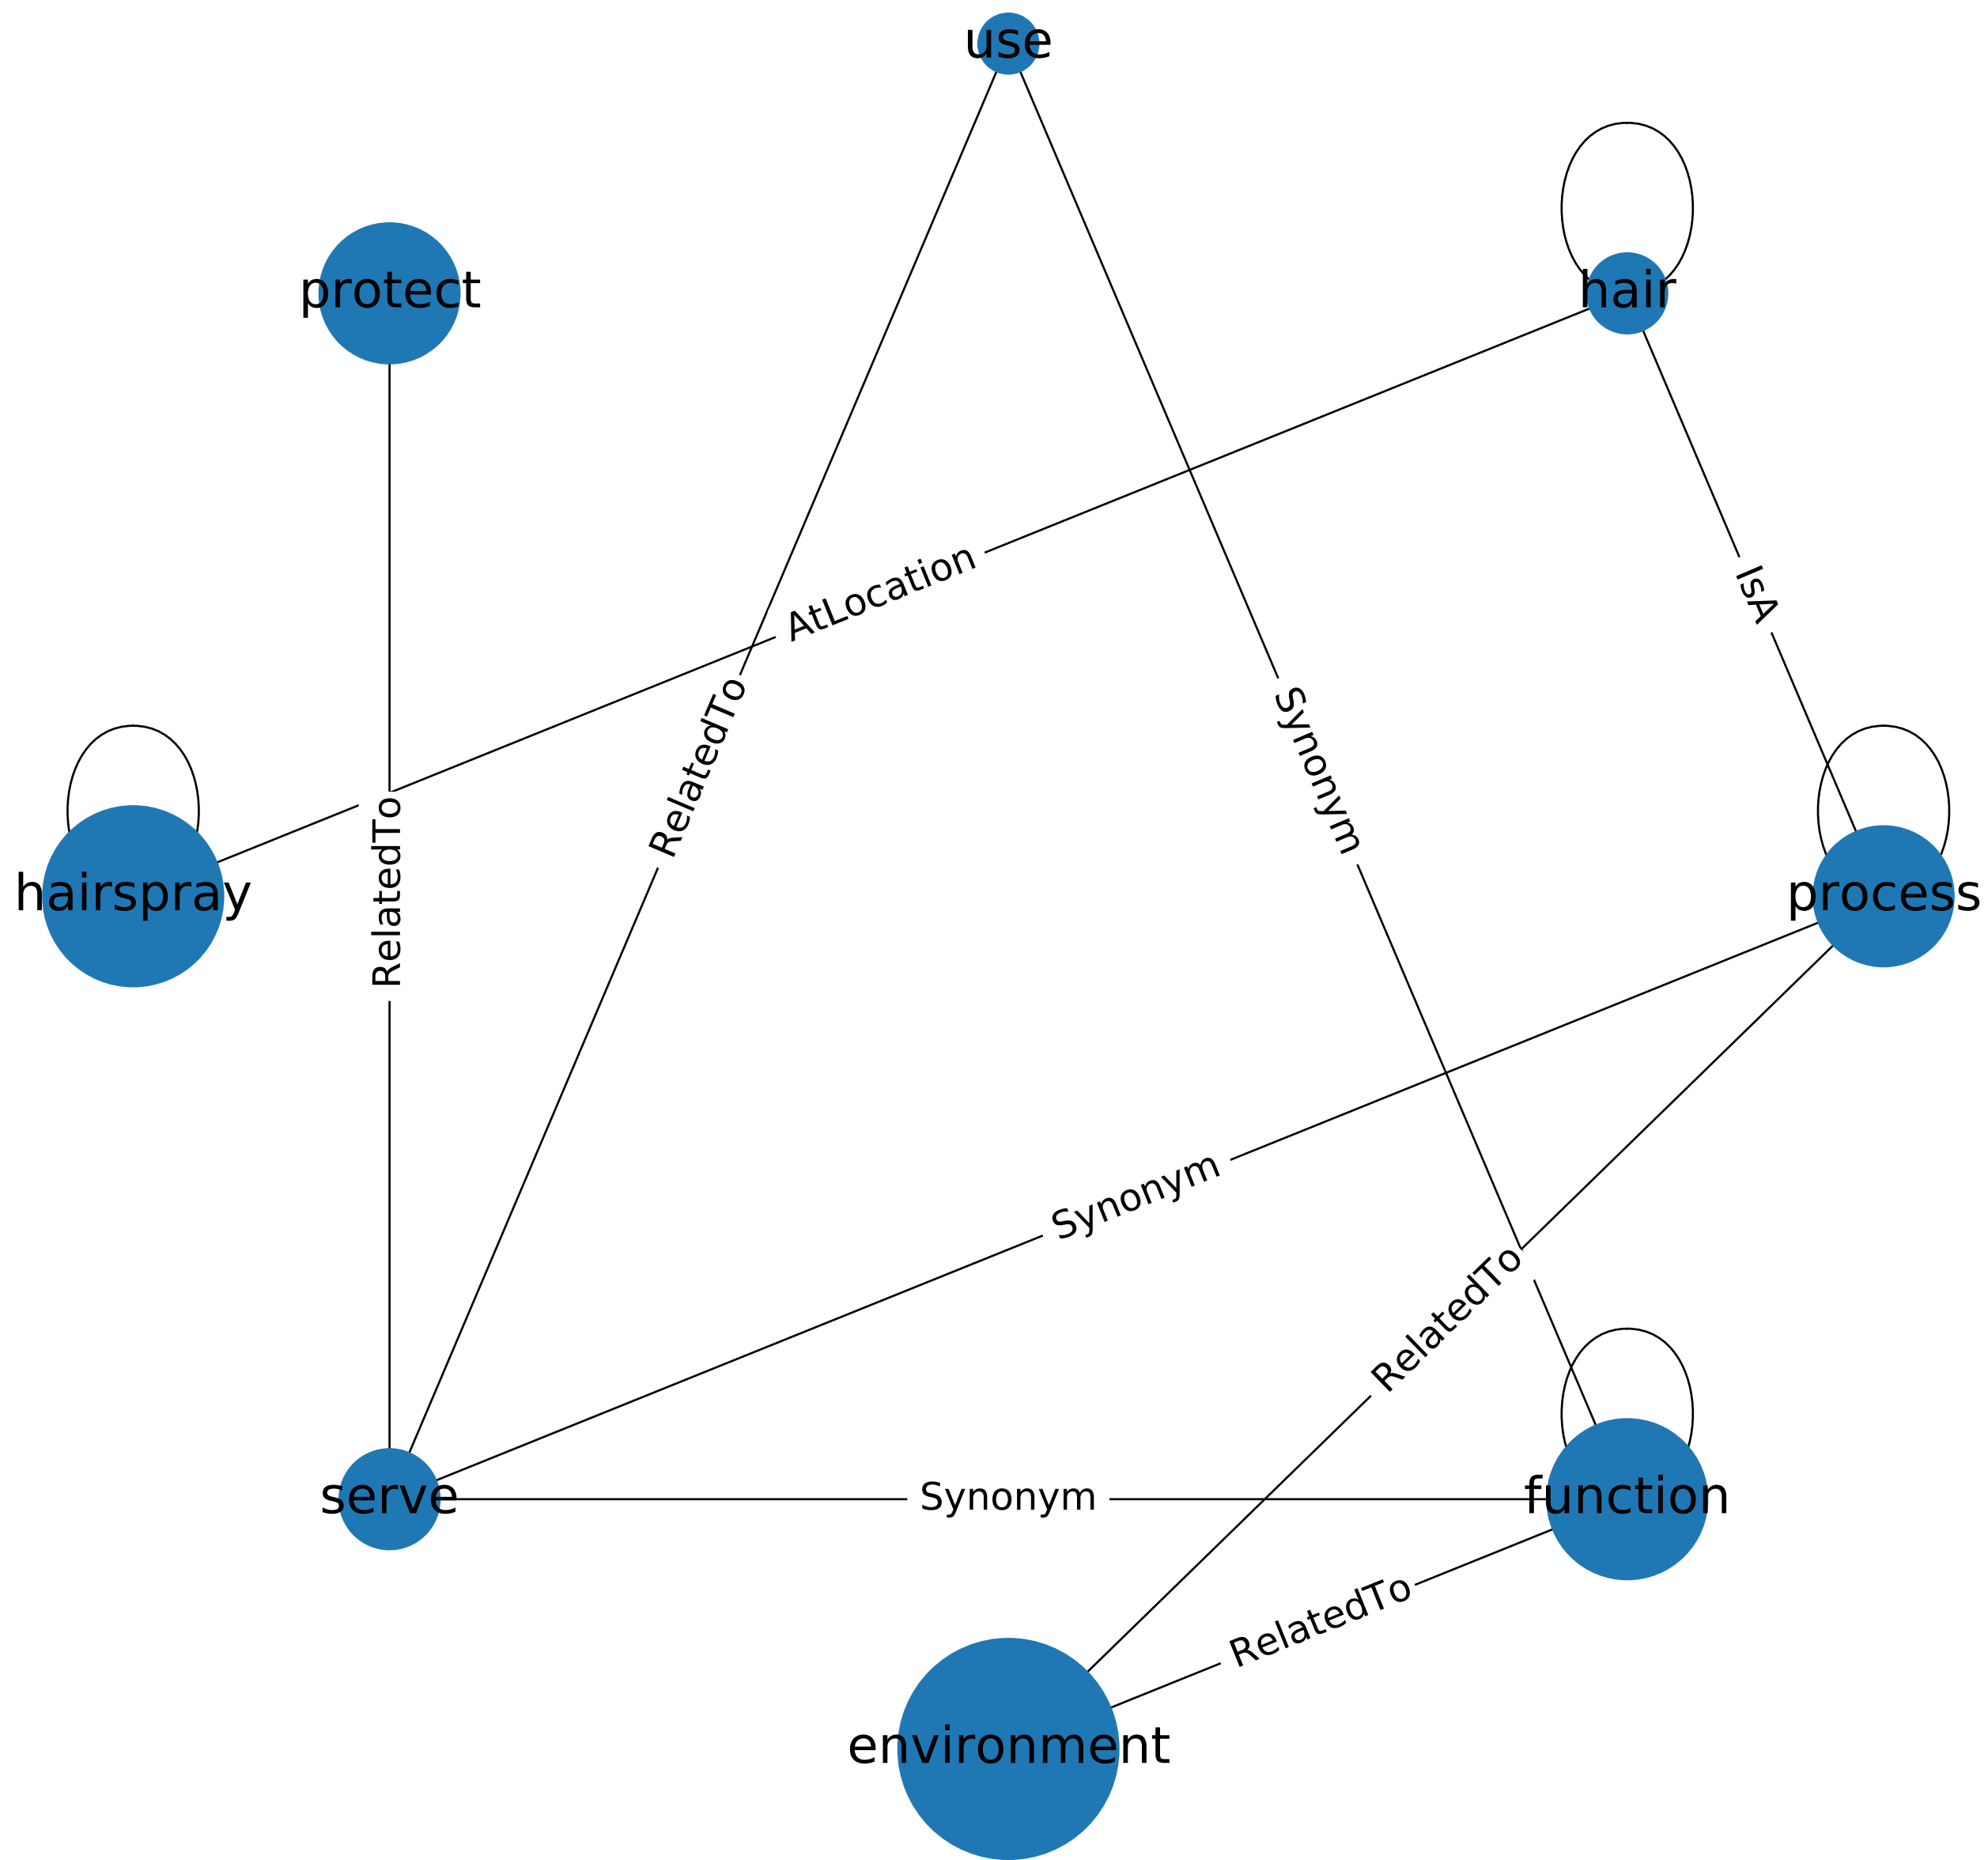 use
protect
hair
AtLocation
IsA
RelatedTo
Synonym
RelatedTo
hairspray
process
Synonym
RelatedTo
serve
Synonym
function
RelatedTo
environment